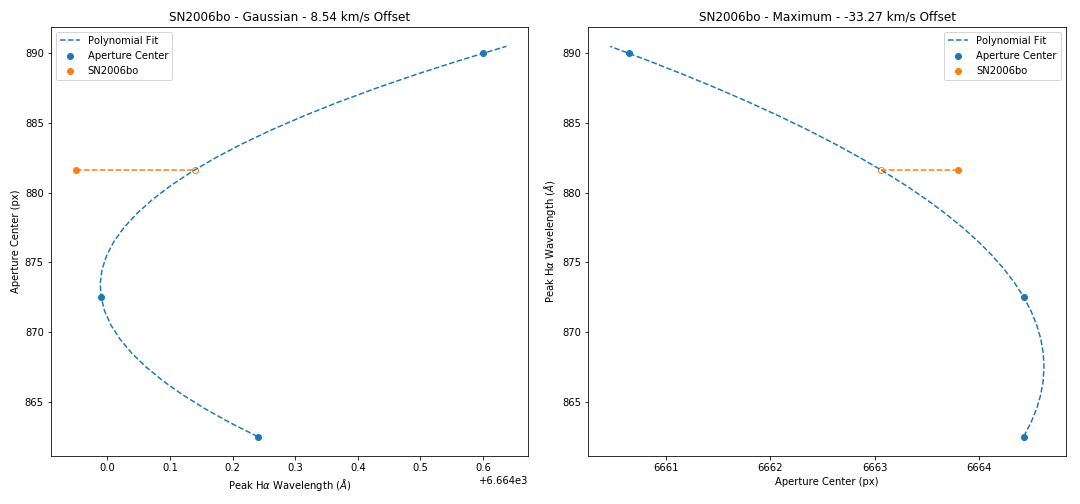 SN2006bo - Gaussian - 8.54 km/s Offset
Polynomial Fit
Aperture Center
SN2006bo
890
885
880
875
870
865
Aperture Center (px)
0.0 0.1 0.2 0.3 0.4 0.5 0.6
+6.664e3
Peak Hα Wavelength (Å)
SN2006bo - Maximum - -33.27 km/s Offset
Polynomial Fit
Aperture Center
SN2006bo
890
885
880
875
870
865
Peak Hα Wavelength (Å)
6661 6662 6663 6664
Aperture Center (px)